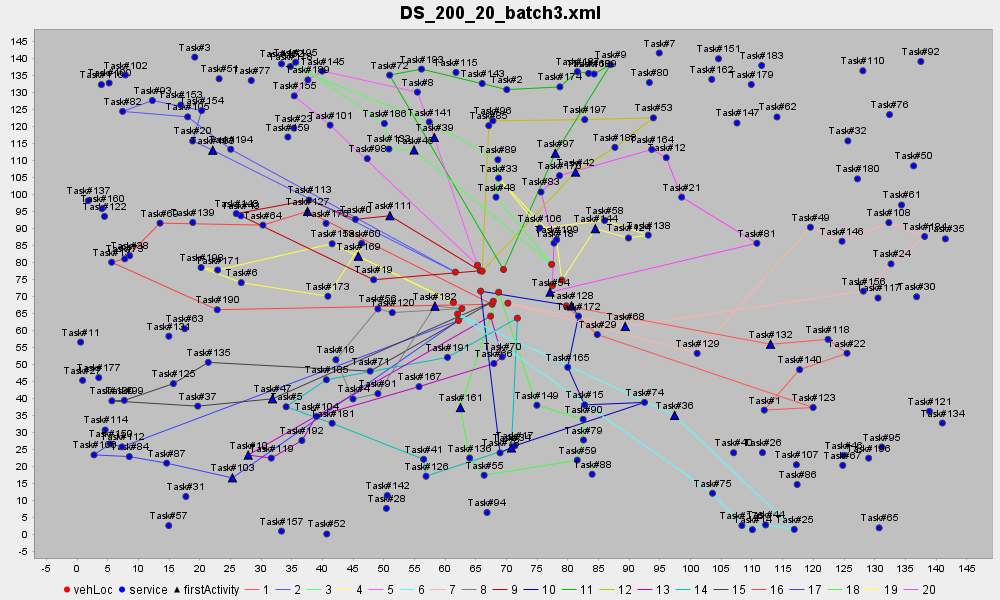 DS_200_20_batch3.xml
145
140
135
130
125
120
115
110
105
100
95
90
85
80
75
70
65
60
55
50
45
40
35
30
25
20
15
10
5
0
-5
Task#3
Task#145
Task#72
Task#193
Task#115
Task#9
Task#7
Task#151
Task#183
Task#92
Task#102
Task#51
Task#77
Task#155
Task#8
Task#143
Task#2
Task#174
Task#80
Task#162
Task#179
Task#110
Task#82
Task#93
Task#153
Task#154
Task#105
Task#101
Task#186
Task#141
Task#96
Task#85
Task#197
Task#53
Task#147
Task#62
Task#76
Task#20
Task#194
Task#23
Task#159
Task#98
Task#133
Task#39
Task#89
Task#97
Task#188
Task#164
Task#12
Task#32
Task#33
Task#42
Task#180
Task#50
Task#137
Task#160
Task#122
Task#113
Task#127
Task#48
Task#83
Task#21
Task#61
Task#139
Task#64
Task#0
Task#111
Task#106
Task#58
Task#144
Task#138
Task#49
Task#108
Task#199
Task#18
Task#81
Task#146
Task#35
Task#60
Task#169
Task#171
Task#6
Task#19
Task#24
Task#173
Task#54
Task#156
Task#117
Task#30
Task#190
Task#120
Task#182
Task#128
Task#172
Task#68
Task#63
Task#11
Task#29
Task#132
Task#118
Task#22
Task#129
Task#16
Task#191
Task#70
Task#135
Task#71
Task#165
Task#140
Task#177
Task#125
Task#185
Task#91
Task#167
Task#47
Task#5
Task#37
Task#161
Task#149
Task#15
Task#74
Task#90
Task#36
Task#1
Task#123
Task#121
Task#134
Task#104
Task#181
Task#114
Task#112
Task#192
Task#79
Task#26
Task#95
Task#84
Task#87
Task#119
Task#103
Task#41
Task#126
Task#136
Task#55
Task#59
Task#88
Task#107
Task#86
Task#67
Task#31
Task#142
Task#28
Task#94
Task#75
Task#57
Task#157
Task#52
Task#25
Task#65
-5 0 5 10 15 20 25 30 35 40 45 50 55 60 65 70 75 80 85 90 95 100 105 110 115 120 125 130 135 140 145
vehLoc service firstActivity 1 2 3 4 5 6 7 8 9 10 11 12 13 14 15 16 17 18 19 20